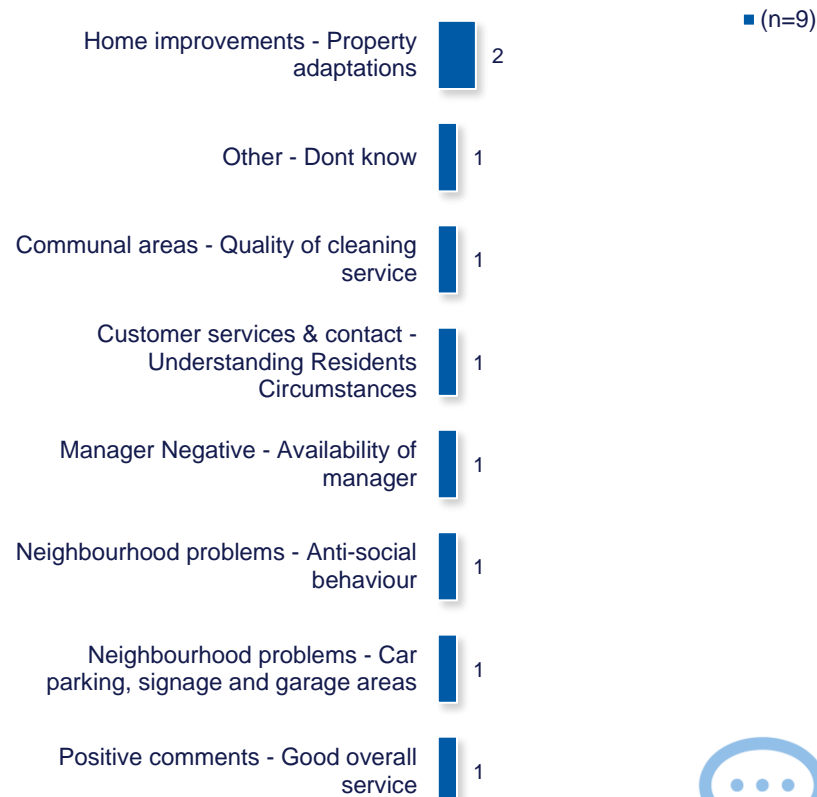 (n=9)
Home improvements - Property
adaptations
2
Other - Dont know
1
Communal areas - Quality of cleaning
service
1
Customer services & contact -
Understanding Residents
Circumstances
1
Manager Negative - Availability of
manager
1
Neighbourhood problems - Anti-social
behaviour
1
Neighbourhood problems - Car
parking, signage and garage areas
1
Positive comments - Good overall
service
1